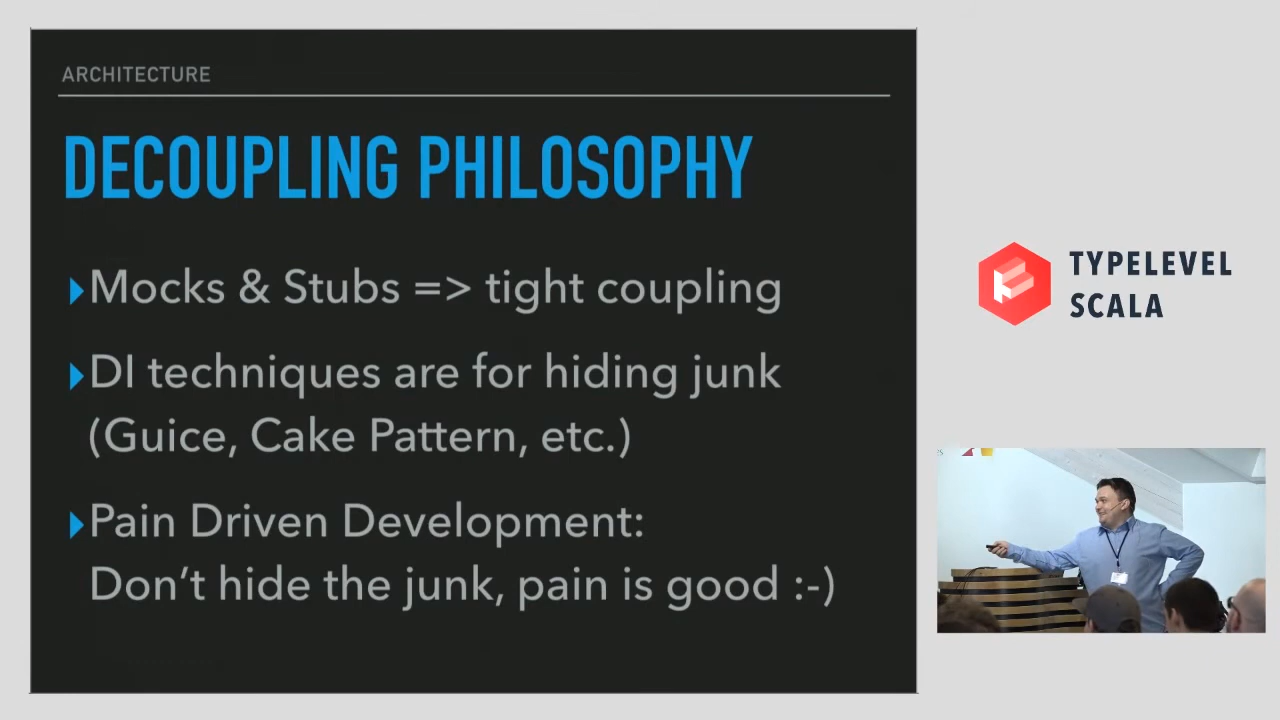 ARCHITECTURE
DECOUPLING PHILOSOPHY
Mocks & Stubs => tight coupling
DI techniques are for hiding junk
(Guice, Cake Pattern, etc.)
Pain Driven Development:
Don’t hide the junk, pain is good :-)
TYPELEVEL
SCALA